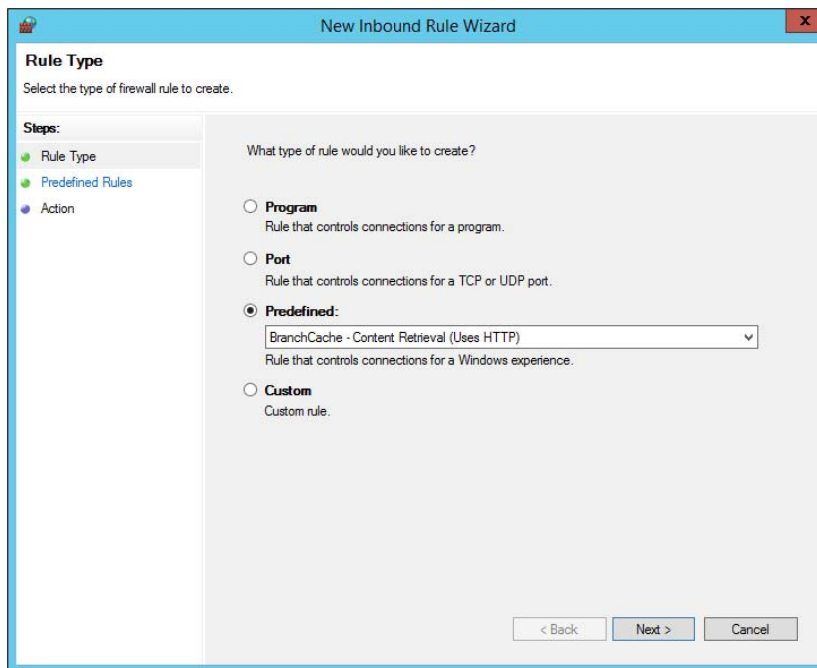 New Inbound Rule Wizard
x
Rule Type
Select the type of firewall rule to create.
Steps:
Rule Type
Predefined Rules
Action
What type of rule would you like to create?
Program
Rule that controls connections for a program.
Port
Rule that controls connections for a TCP or UDP port.
Predefined:
BranchCache - Content Retrieval (Uses HTTP)
Rule that controls connections for a Windows experience.
Custom
Custom rule.
< Back Next > Cancel